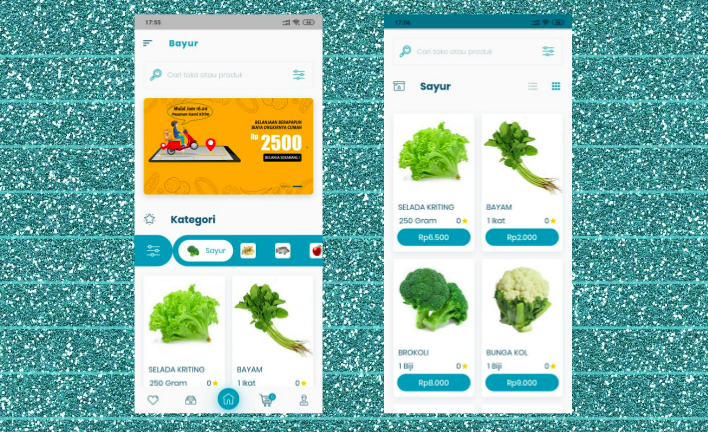 17:55
Bayur
Cari toko atau produk
Mulai Jam 15.00
Pesanan Kami Kirim
BELANJAAN BERAPAPUN
BIAYA ONGKIRNYA CUMAN
Rp 2500
BELANJA SEKARANG !
Kategori
Sayur
SELADA KRITING
250 Gram 0
BAYAM
1 Ikat 0
17:56
Cari toko atau produk
Sayur
SELADA KRITING
250 Gram 0
Rp6.500
BAYAM
1 Ikat 0
Rp2.000
BROKOLI
1 Biji 0
Rp8.000
BUNGA KOL
1 Biji 0
Rp9.000